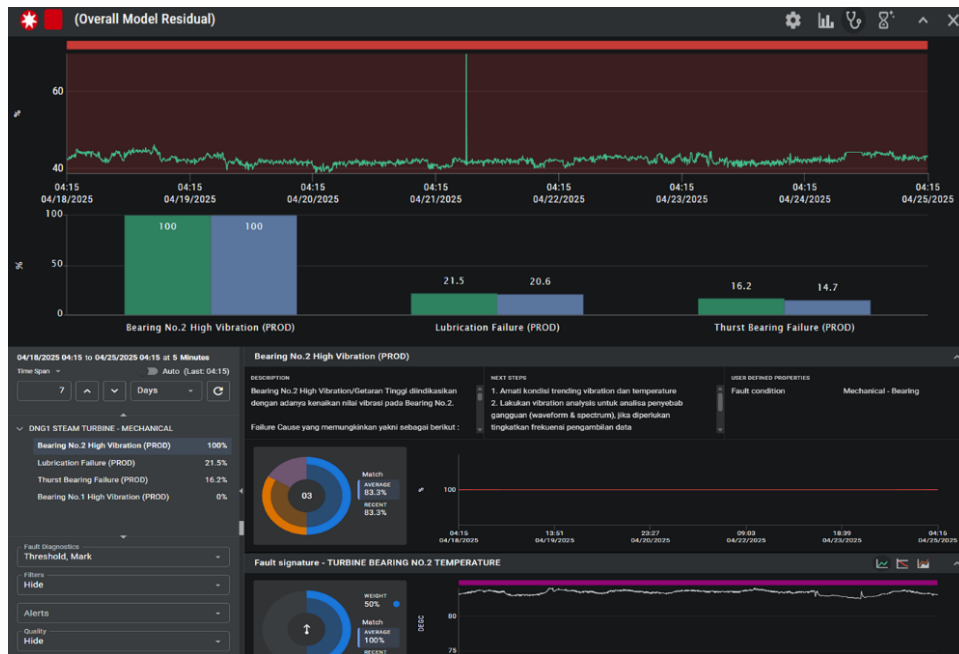 (Overall Model Residual)
60
40
%
04:15 04:15 04:15 04:15 04:15 04:15 04:15 04:15
04/18/2025 04/19/2025 04/20/2025 04/21/2025 04/22/2025 04/23/2025 04/24/2025 04/25/2025
100
50
0
%
100 100
21.5 20.6
16.2 14.7
Bearing No.2 High Vibration (PROD) Lubrication Failure (PROD) Thurst Bearing Failure (PROD)
04/18/2025 04:15 to 04/25/2025 04:15 at 5 Minutes
Time Span Auto (Last: 04:15)
7 Days
DNG1 STEAM TURBINE - MECHANICAL
Bearing No.2 High Vibration (PROD) 100%
Lubrication Failure (PROD) 21.5%
Thurst Bearing Failure (PROD) 16.2%
Bearing No.1 High Vibration (PROD) 0%
Fault Diagnostics
Threshold, Mark
Filters
Hide
Alerts
Quality
Hide
Bearing No.2 High Vibration (PROD)
DESCRIPTION
Bearing No.2 High Vibration/Getaran Tinggi diindikasikan
dengan adanya kenaikan nilai vibrasi pada Bearing No.2.
Failure Cause yang memungkinkan yakni sebagai berikut :
NEXT STEPS
1. Amati kondisi trending vibration dan temperature
2. Lakukan vibration analysis untuk analisa penyebab
gangguan (waveform & spectrum), jika diperlukan
tingkatkan frekuensi pengambilan data
USER DEFINED PROPERTIES
Fault condition Mechanical - Bearing
03
Match
AVERAGE
83.3%
RECENT
83.3%
%
100
04:15 13:51 23:27 09:03 18:39 04:15
04/18/2025 04/19/2025 04/20/2025 04/22/2025 04/23/2025 04/25/2025
Fault signature - TURBINE BEARING NO.2 TEMPERATURE
WEIGHT
50%
Match
AVERAGE
100%
RECENT
DEGC
80
75